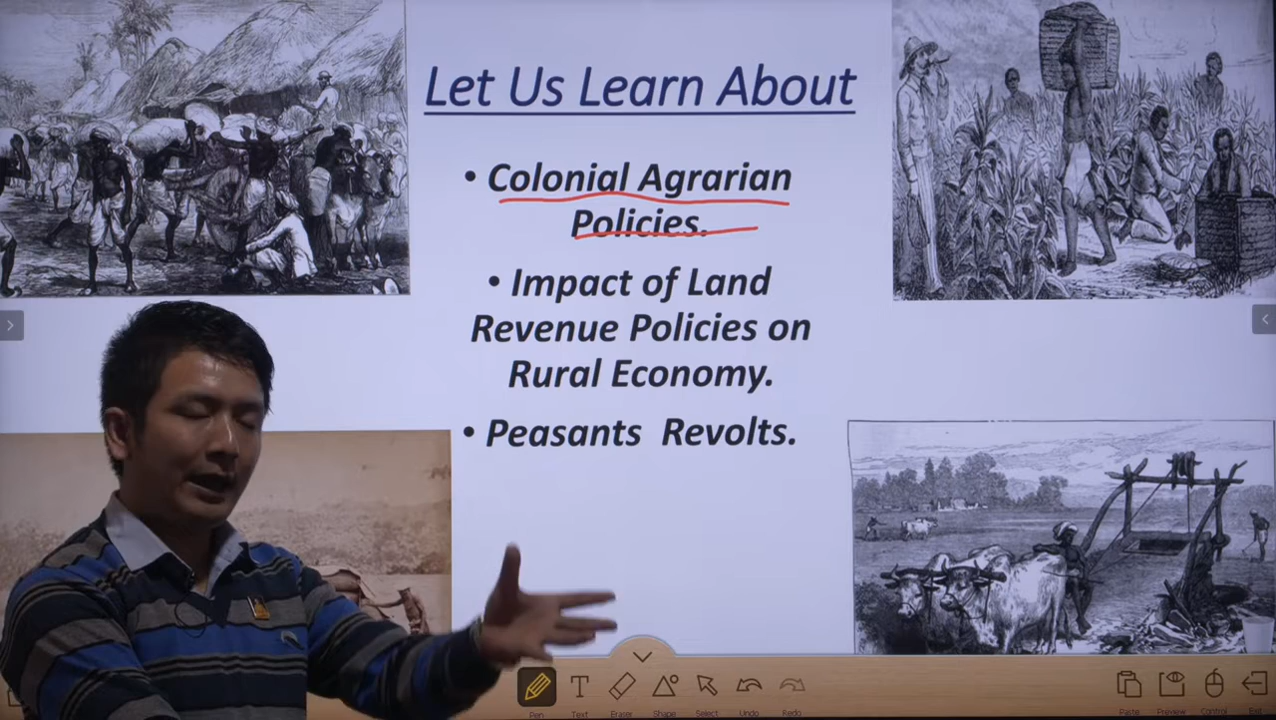 Let Us Learn About
• Colonial Agrarian
Policies.
• Impact of Land
Revenue Policies on
Rural Economy.
• Peasants Revolts.
Pen Text Eraser Shape Select Undo Redo Paste Preview Control Exit